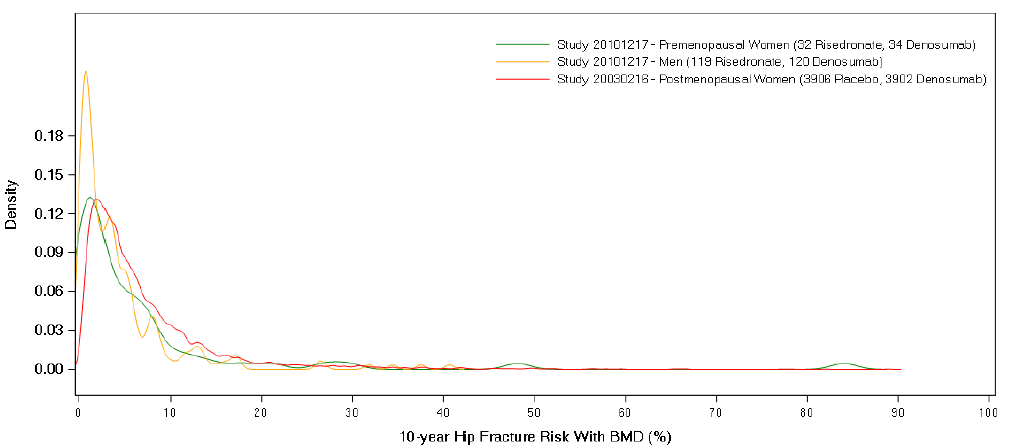 Study 20101217 - Premenopausal Women (32 Risedronate, 34 Denosumab)
Study 20101217 - Men (119 Risedronate, 120 Denosumab)
Study 20030216 - Postmenopausal Women (3906 Placebo, 3902 Denosumab)
0.18
0.15
0.12
0.09
0.06
0.03
0.00
Density
0 10 20 30 40 50 60 70 80 90 100
10-year Hip Fracture Risk With BMD (%)